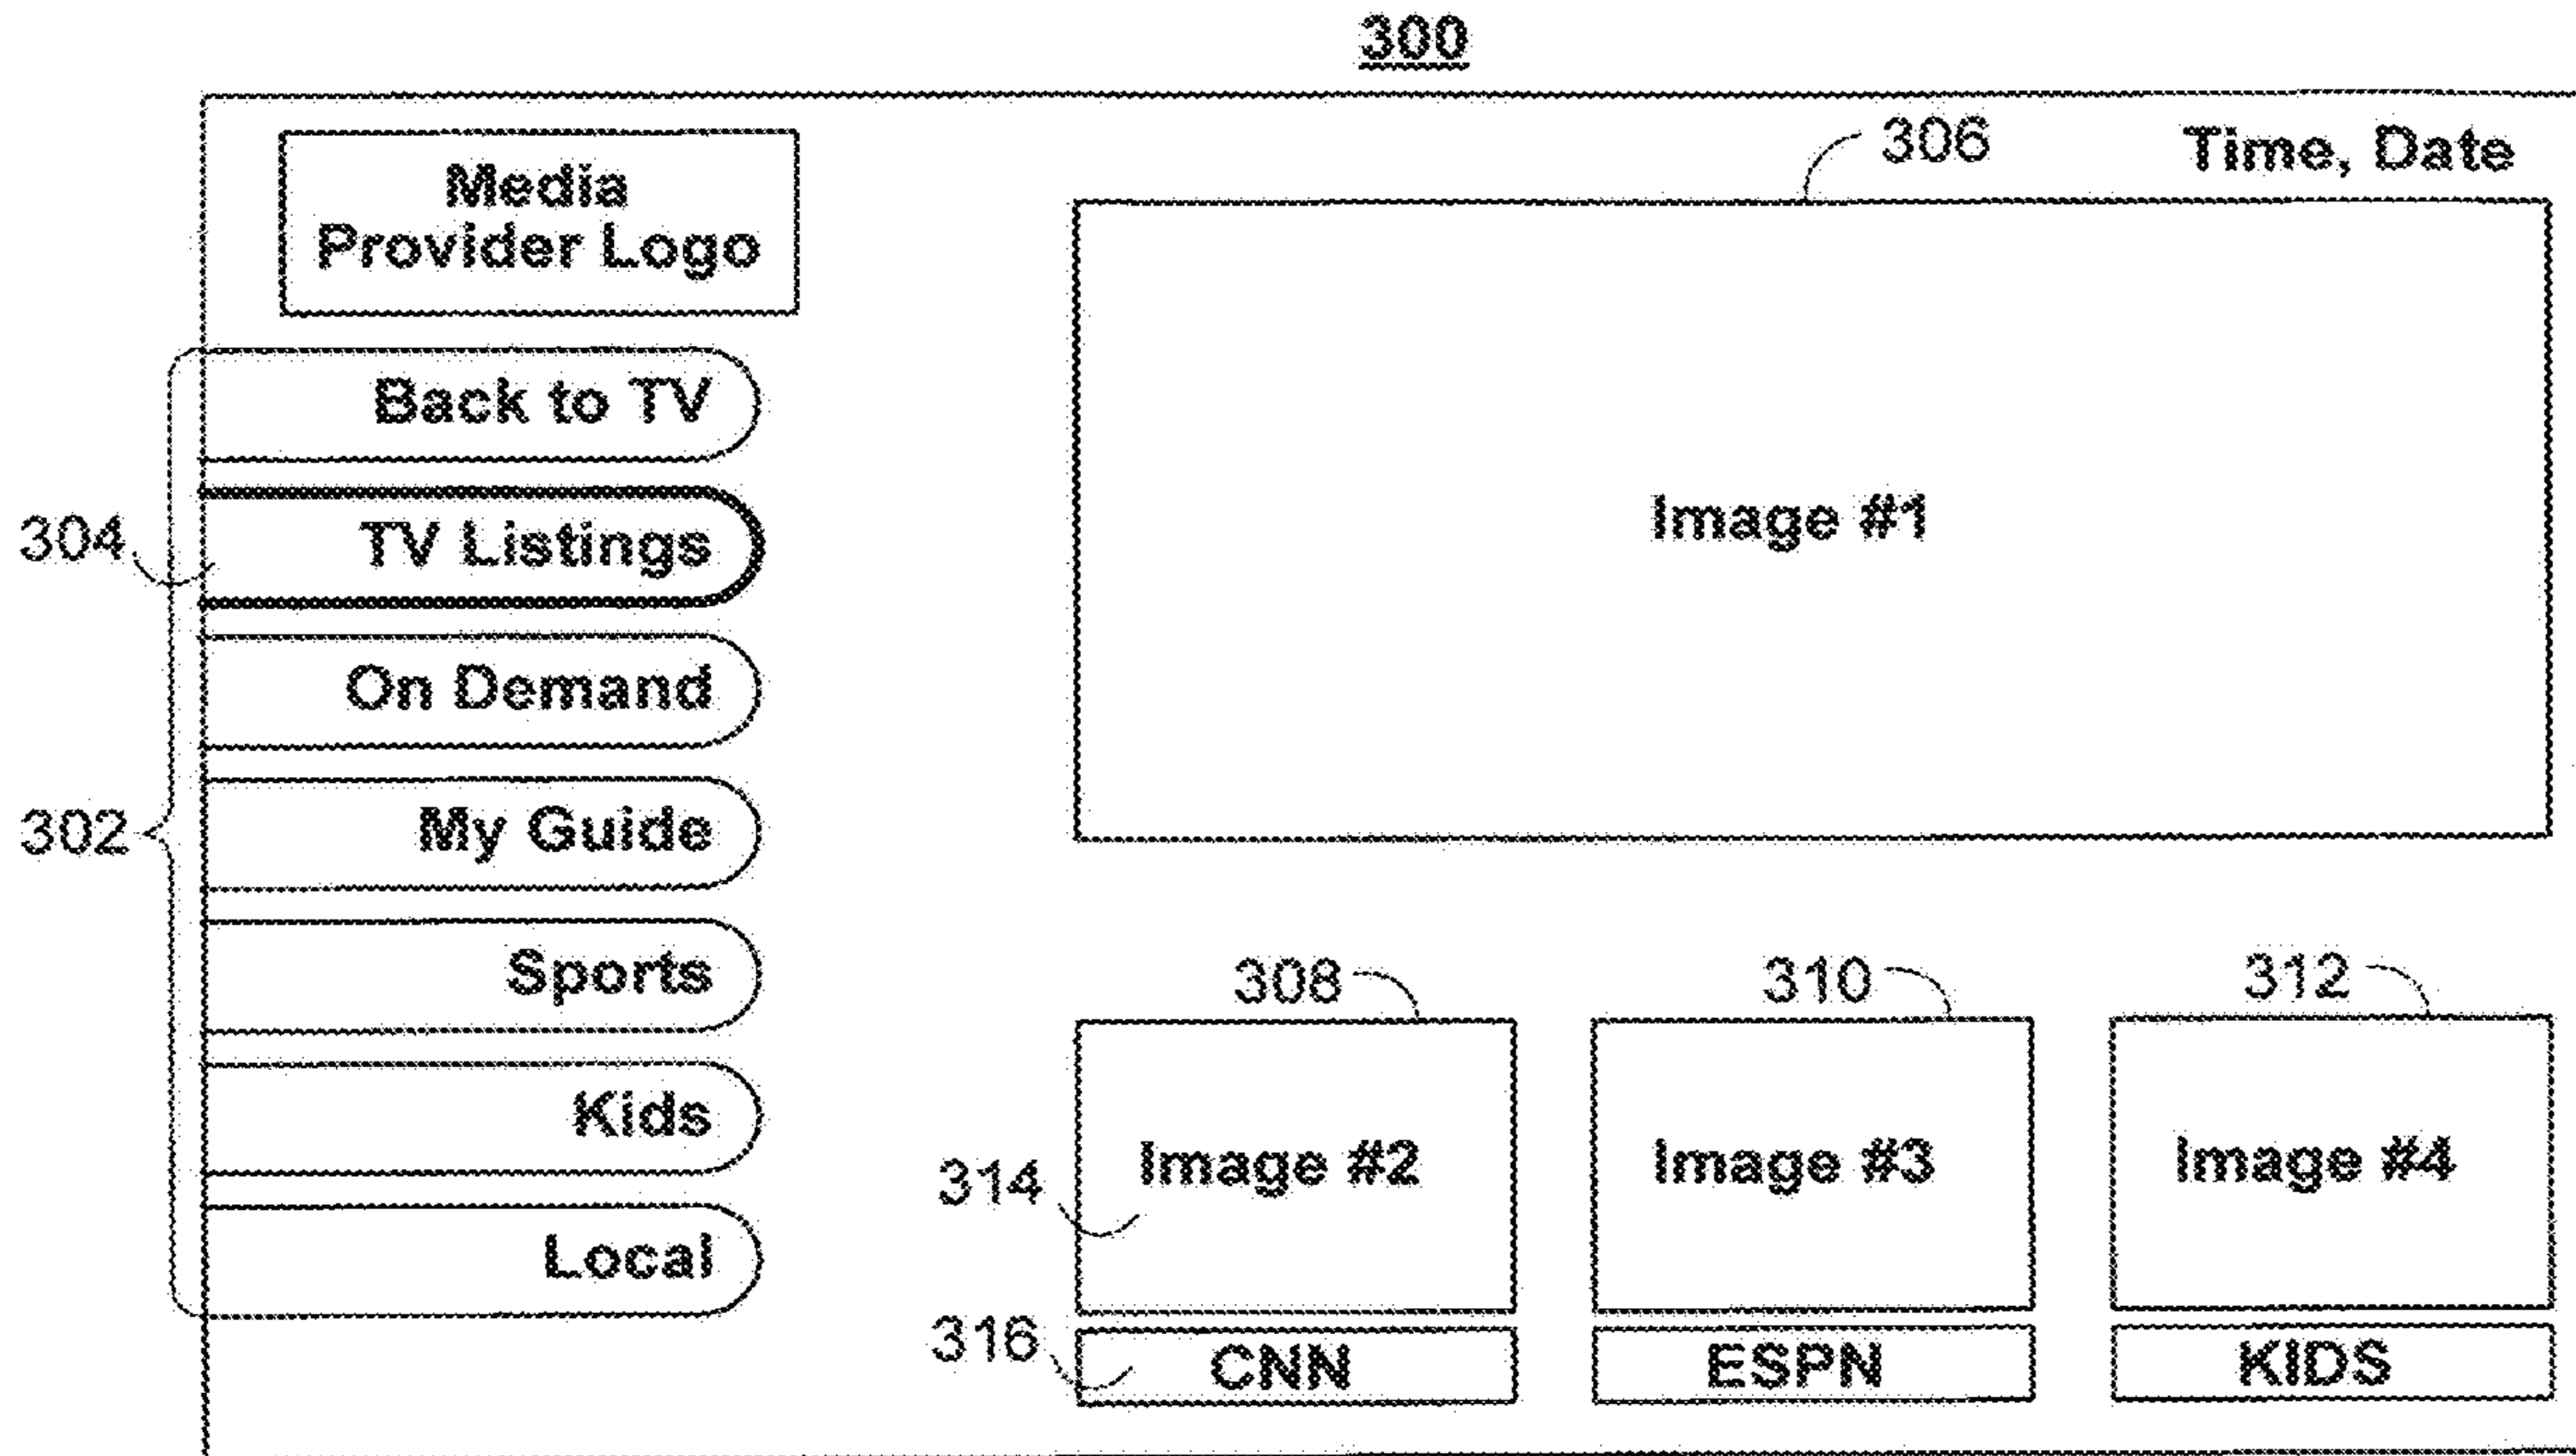 300
306
Time, Date
Media
Provider Logo
Back to TV
304
TV Listings
Image #1
On Demand
302
My Guide
Sports
308
310
312
Kids
314
Image #2
Image #3
Image #4
Local
316
CNN
ESPN
KIDS